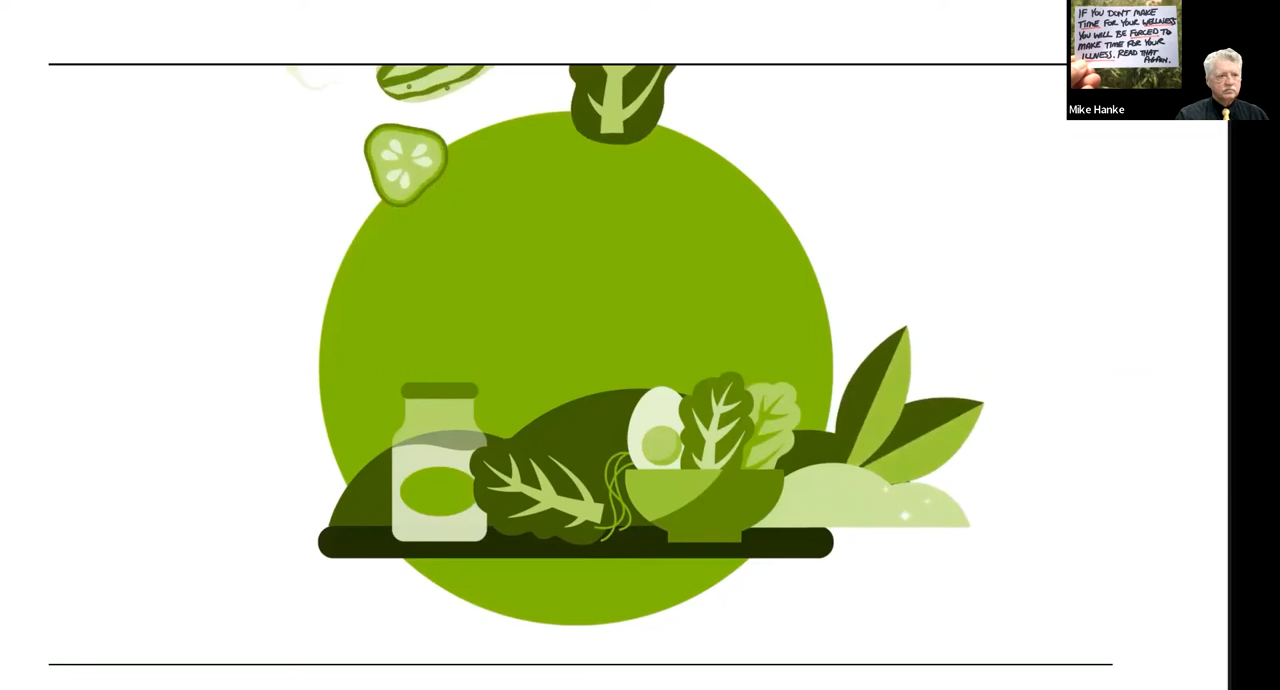 IF YOU DON'T MAKE
TIME FOR YOUR WELLNESS
YOU WILL BE FORCED TO
MAKE TIME FOR YOUR
ILLNESS. READ THAT
AGAIN.
Mike Hanke